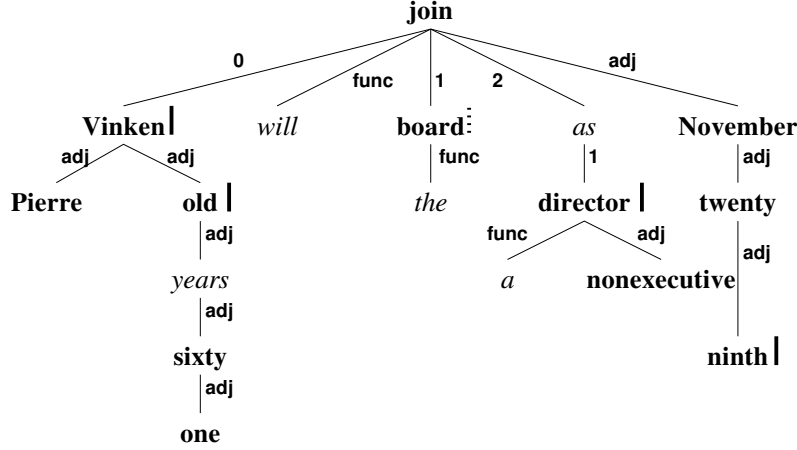 join
0 func 1 2 adj
Vinken will board as November
adj adj func 1 adj
Pierre old the director twenty
adj func adj adj
years a nonexecutive
adj
sixty ninth
adj
one